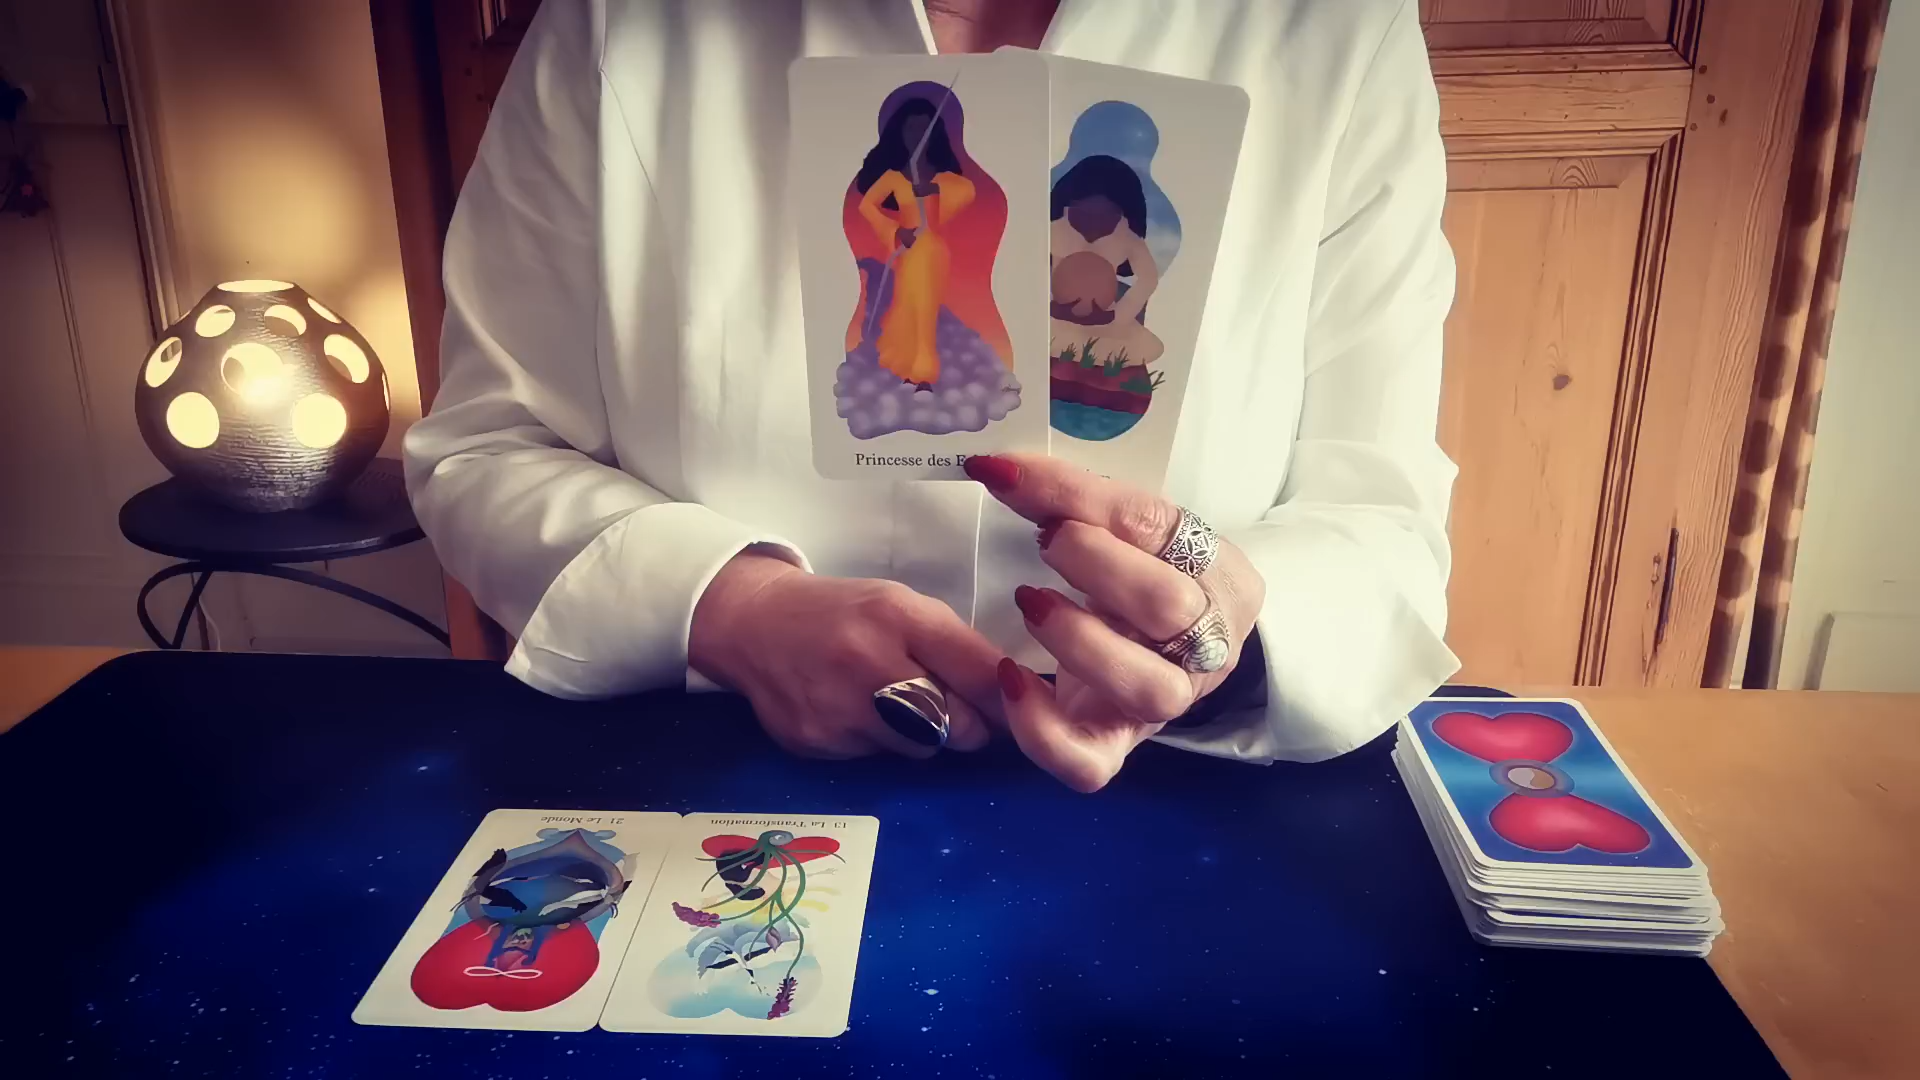 Princesse des
21 Le Monde
13 La Transformation